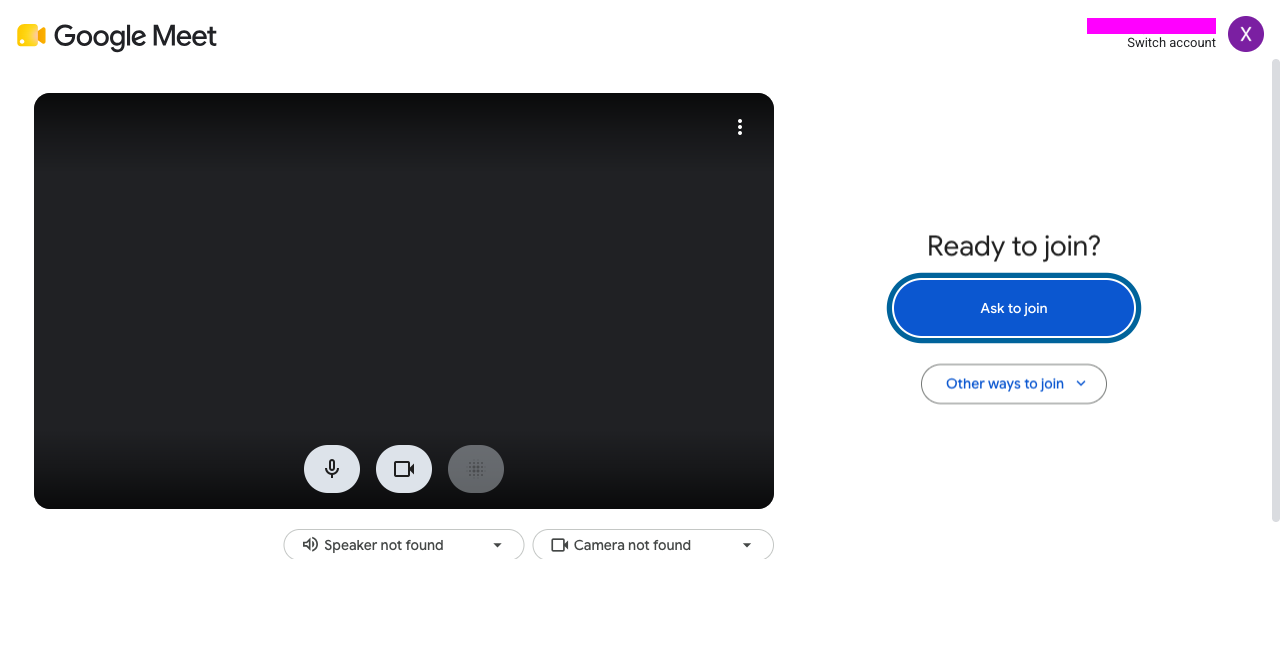 Google Meet
Switch account
X
Ready to join?
Ask to join
Other ways to join
Speaker not found
Camera not found